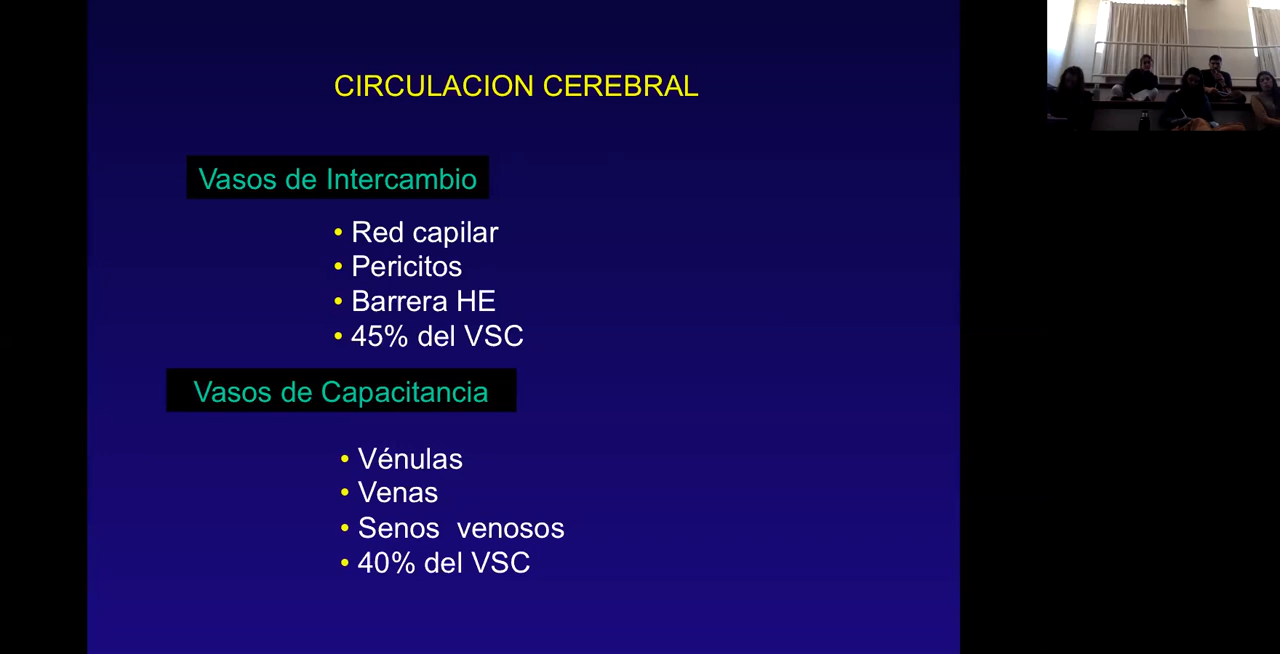 CIRCULACION CEREBRAL
Vasos de Intercambio
• Red capilar
• Pericitos
• Barrera HE
• 45% del VSC
Vasos de Capacitancia
• Vénulas
• Venas
• Senos venosos
• 40% del VSC